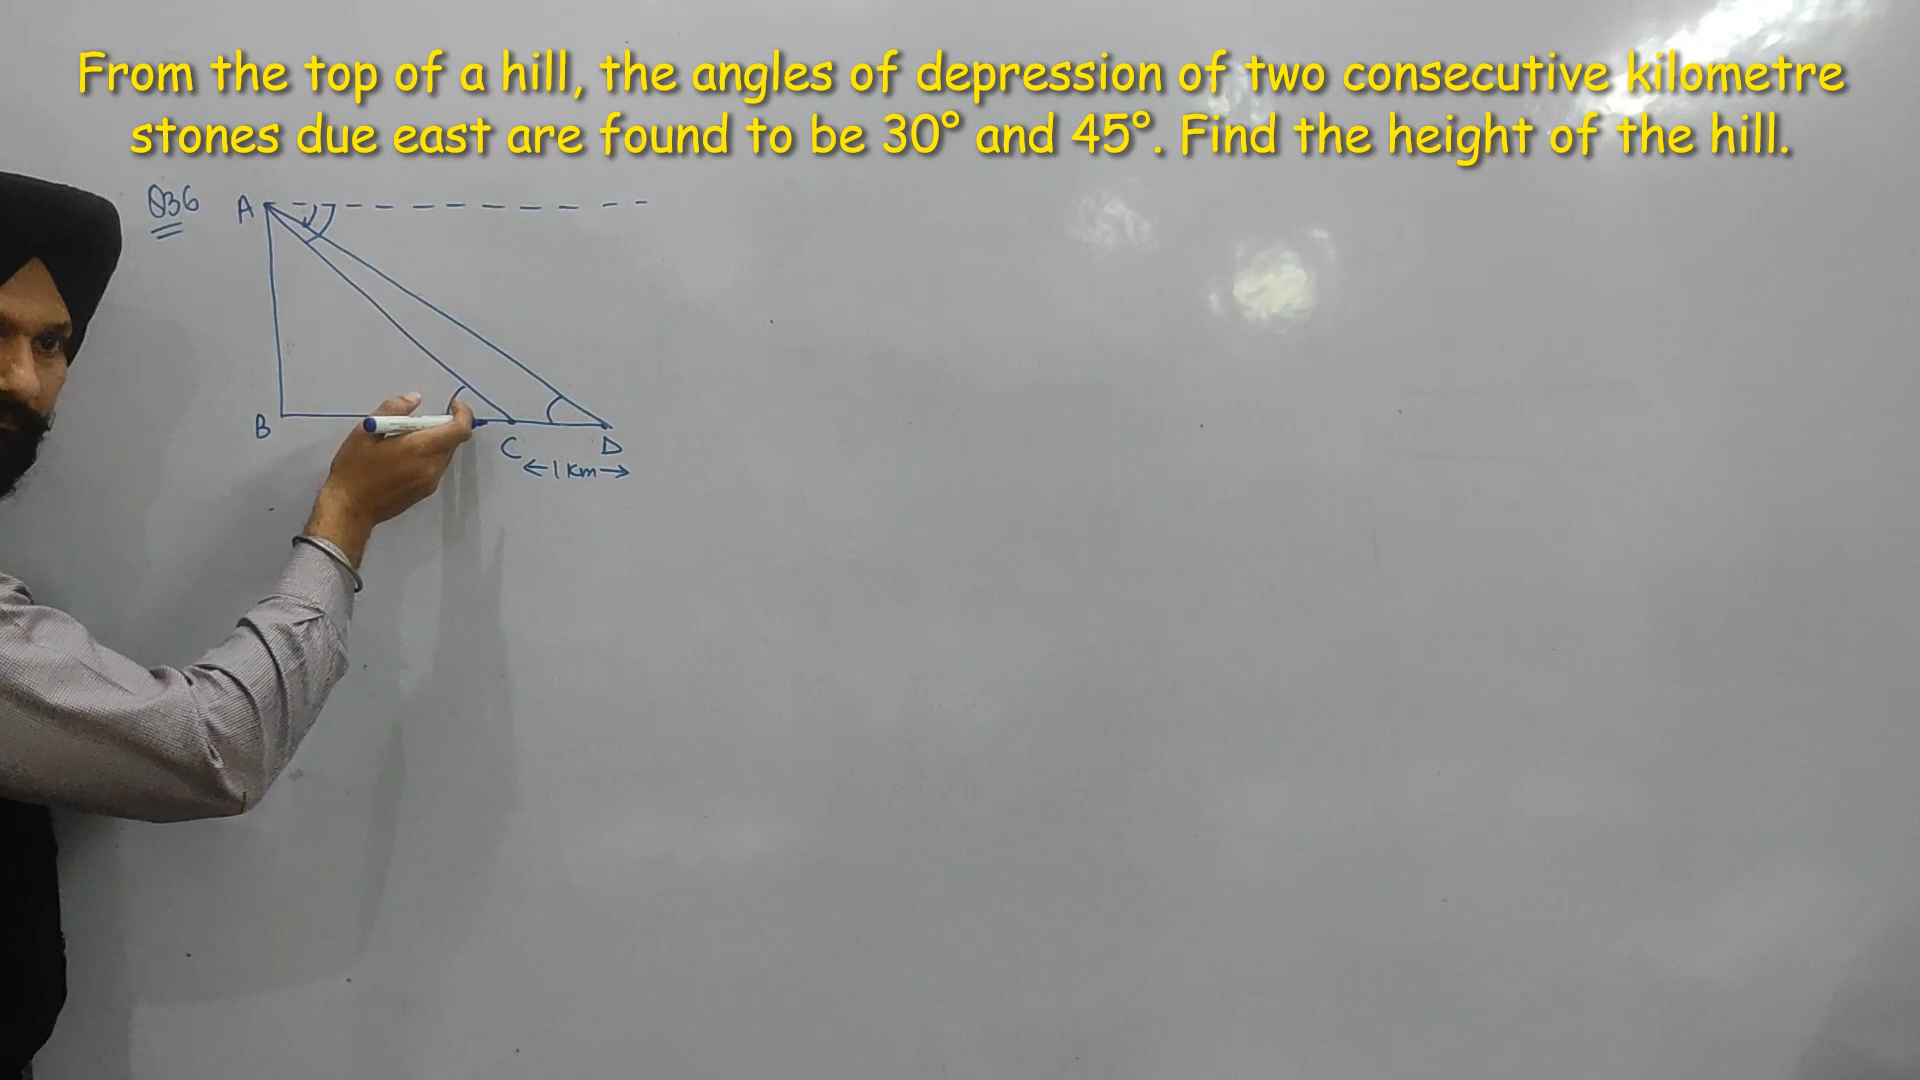 From the top of a hill, the angles of depression of two consecutive kilometre
stones due east are found to be 30° and 45°. Find the height of the hill.
Q36
A
B
C
D
1 km